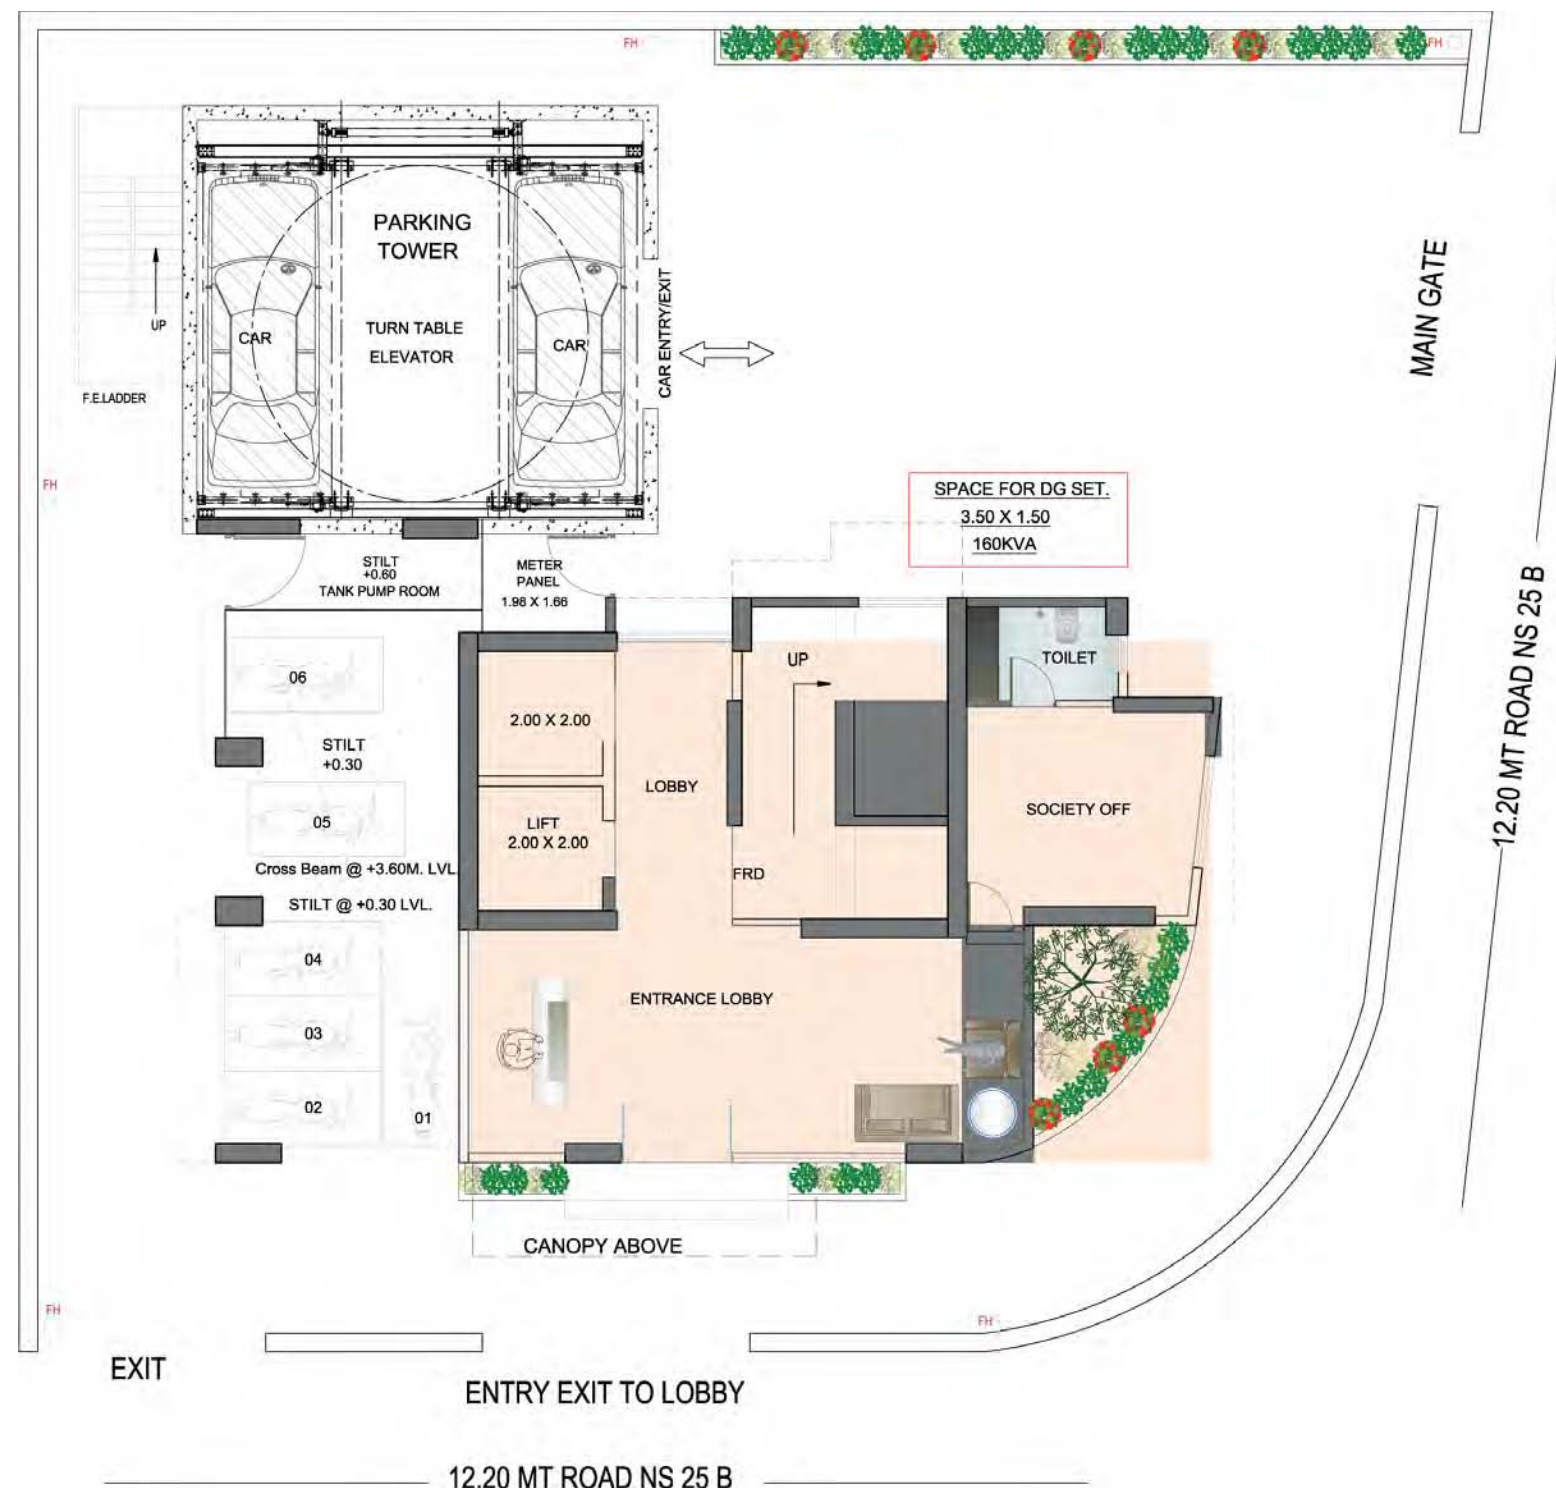 FH
FH
PARKING
TOWER
MAIN GATE
CAR ENTRY/EXIT
UP
TURN TABLE
ELEVATOR
CAR
CAR
F.E.LADDER
FH
SPACE FOR DG SET.
3.50 X 1.50
160KVA
STILT
+0.60
TANK PUMP ROOM
METER
PANEL
1.98 X 1.66
12.20 MT ROAD NS 25 B
UP
TOILET
06
2.00 X 2.00
STILT
+0.30
LOBBY
SOCIETY OFF
05
LIFT
2.00 X 2.00
Cross Beam @ +3.60M. LVL.
FRD
STILT @ +0.30 LVL.
04
ENTRANCE LOBBY
03
02
01
CANOPY ABOVE
FH
FH
EXIT
ENTRY EXIT TO LOBBY
12.20 MT ROAD NS 25 B